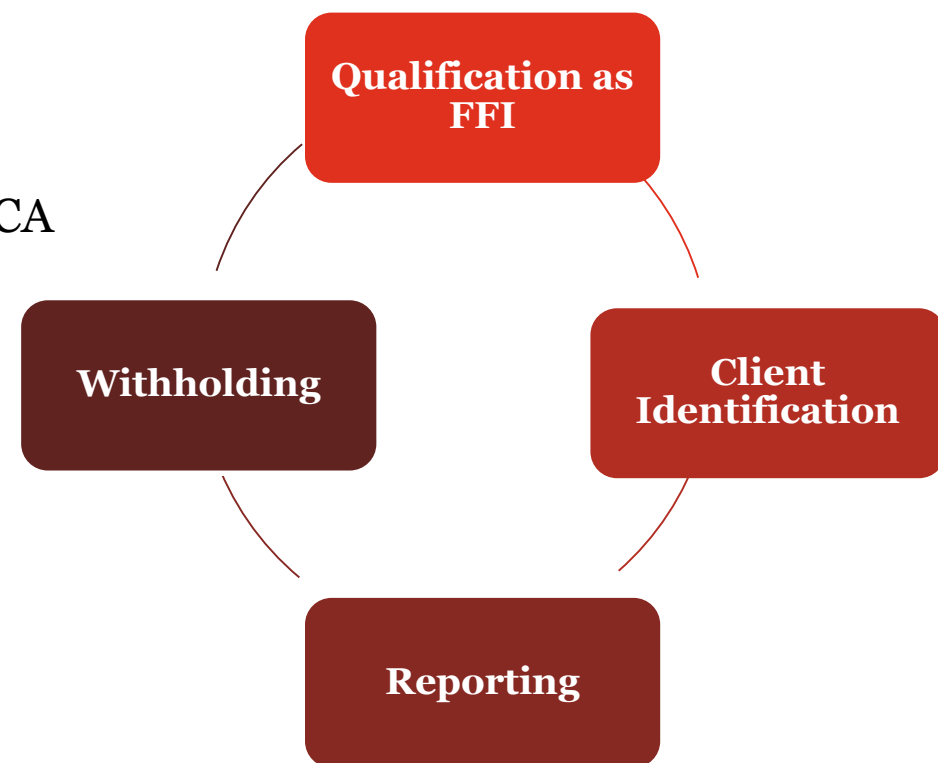 Qualification as
FFI
CA
Withholding
Client
Identification
Reporting